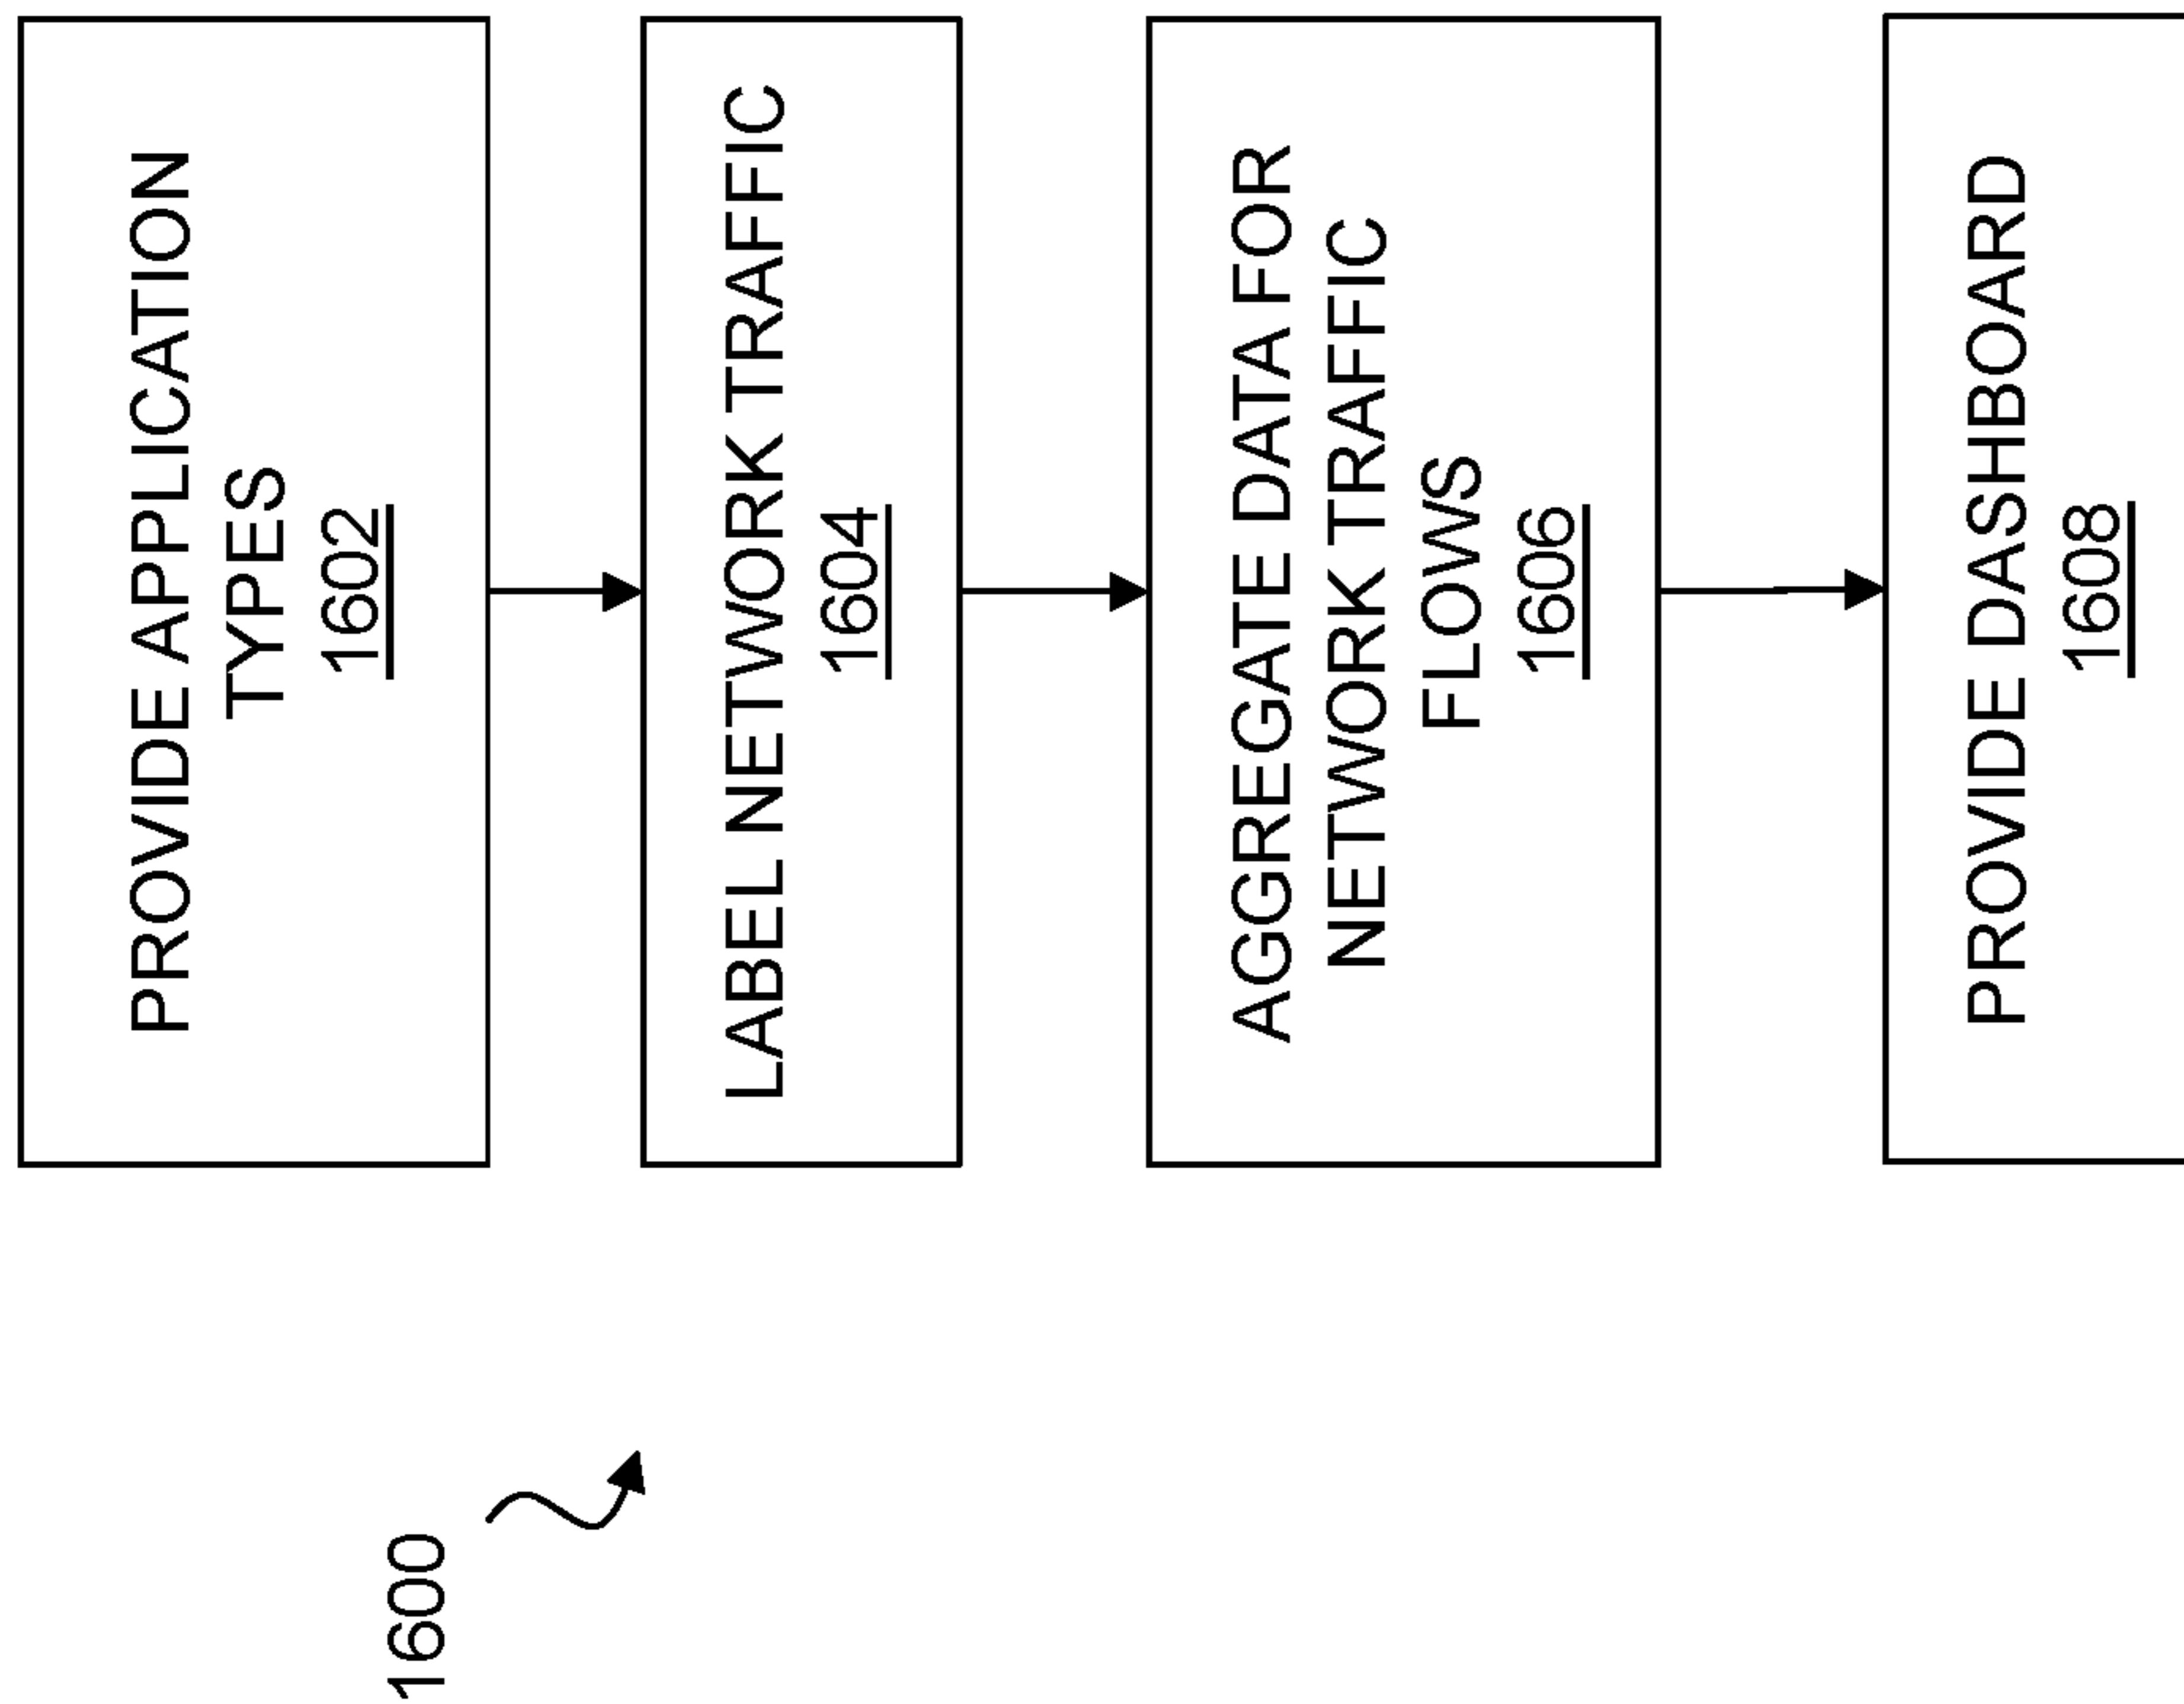 1600
PROVIDE APPLICATION
TYPES
1602
LABEL NETWORK TRAFFIC
1604
AGGREGATE DATA FOR
NETWORK TRAFFIC
FLOWS
1606
PROVIDE DASHBOARD
1608